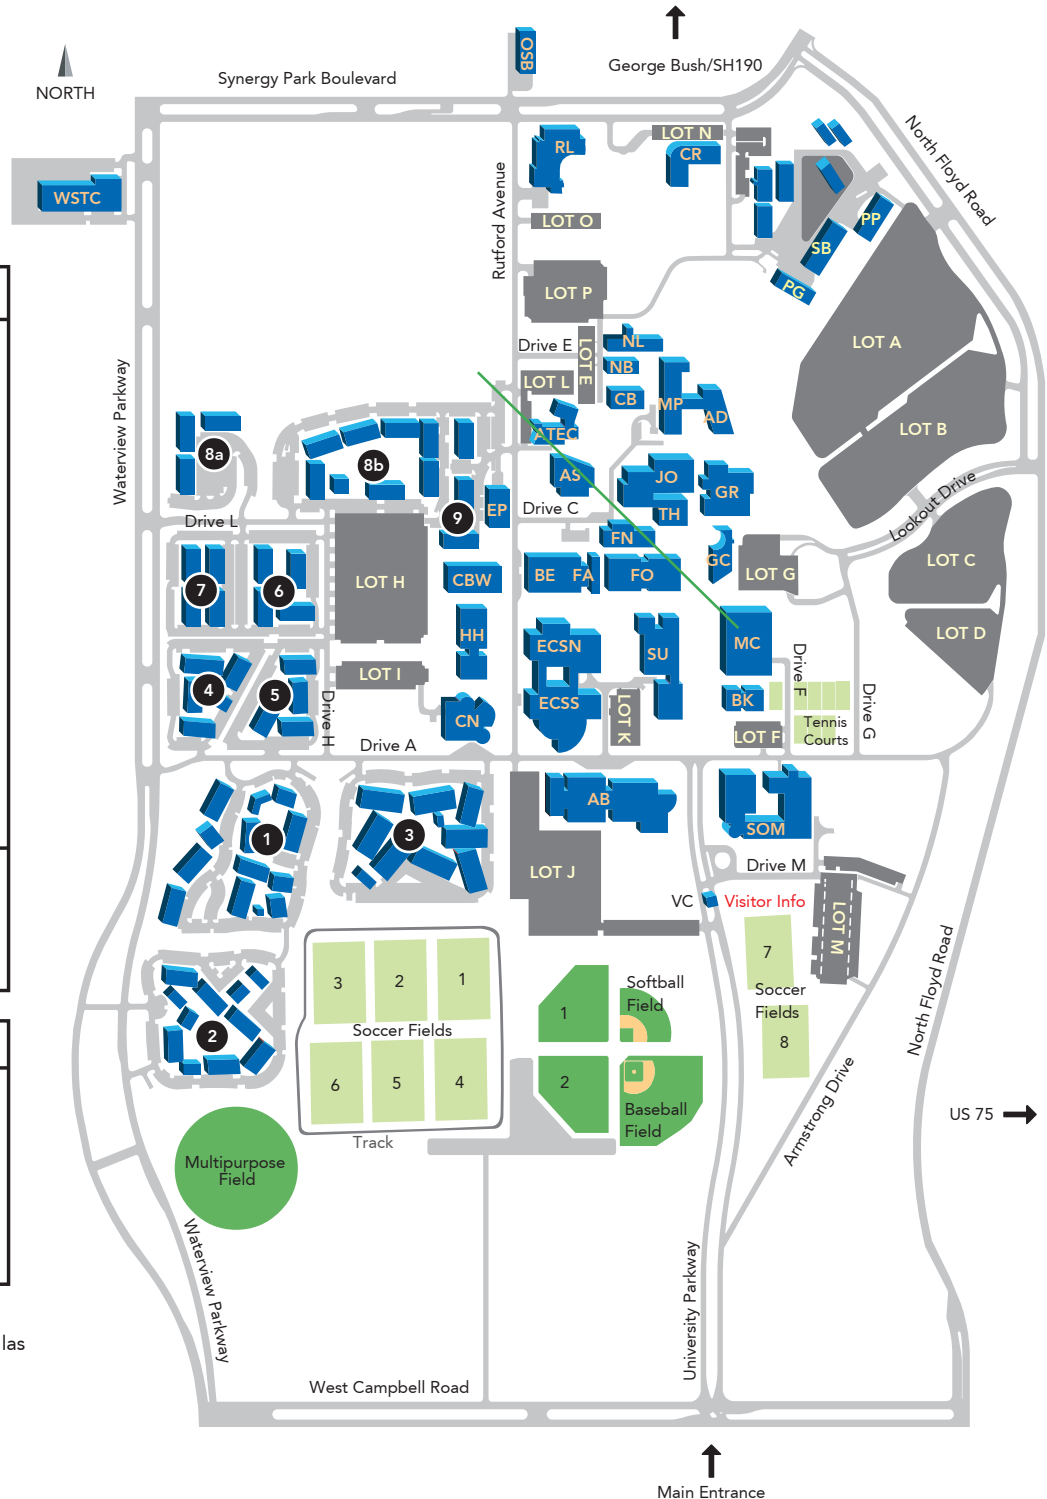 OSB
George Bush/SH190
Synergy Park Boulevard
NORTH
North Floyd Road
LOT N
RL
CR
WSTC
Rutford Avenue
LOT O
PP
SB
PG
LOT P
LOT A
Drive E
LOT E
NL
NB
LOT L
CB
MP
AD
Waterview Parkway
ATEC
LOT B
8a
8b
AS
JO
GR
EP
Drive C
9
TH
Lookout Drive
Drive L
FN
GC
LOT G
LOT C
LOT H
CBW
BE
FA
FO
7
6
HH
ECSN
SU
MC
LOT D
LOT I
4
5
Drive H
CN
ECSS
LOT K
BK
Drive F
Drive G
Tennis
Courts
LOT F
Drive A
AB
SOM
1
3
LOT J
Drive M
VC
Visitor Info
LOT M
7
Soccer
Fields
8
3
2
1
Soccer Fields
6
5
4
Track
1
Softball
Field
2
Baseball
Field
2
North Floyd Road
Armstrong Drive
US 75
Multipurpose
Field
Waterview Parkway
University Parkway
las
West Campbell Road
Main Entrance